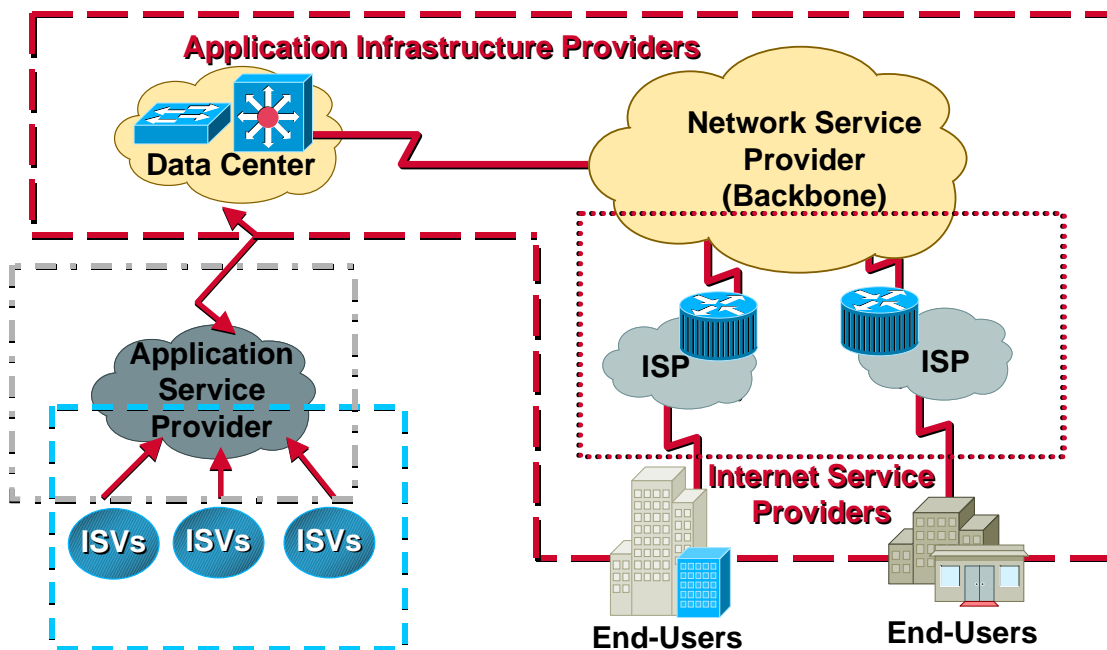 Application Infrastructure Providers
Data Center
Network Service
Provider
(Backbone)
Application
Service
Provider
ISP
ISP
Internet Service
Providers
ISVs
ISVs
ISVs
End-Users
End-Users